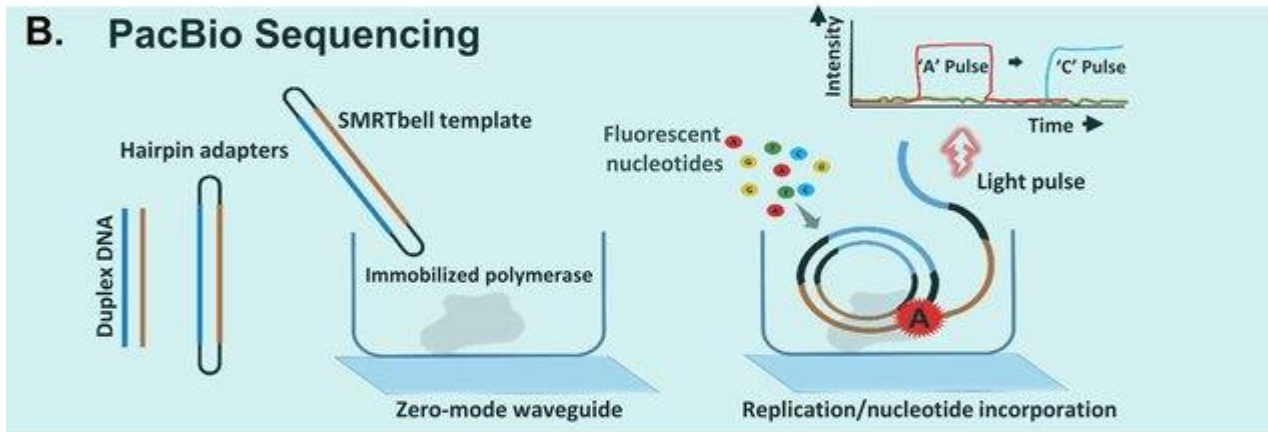 B. PacBio Sequencing
Duplex DNA
Hairpin adapters
SMRTbell template
Immobilized polymerase
Zero-mode waveguide
Fluorescent
nucleotides
A
T
C
G
A
G
G
T
C
A
A
Replication/nucleotide incorporation
Light pulse
Intensity
'A' Pulse
'C' Pulse
Time